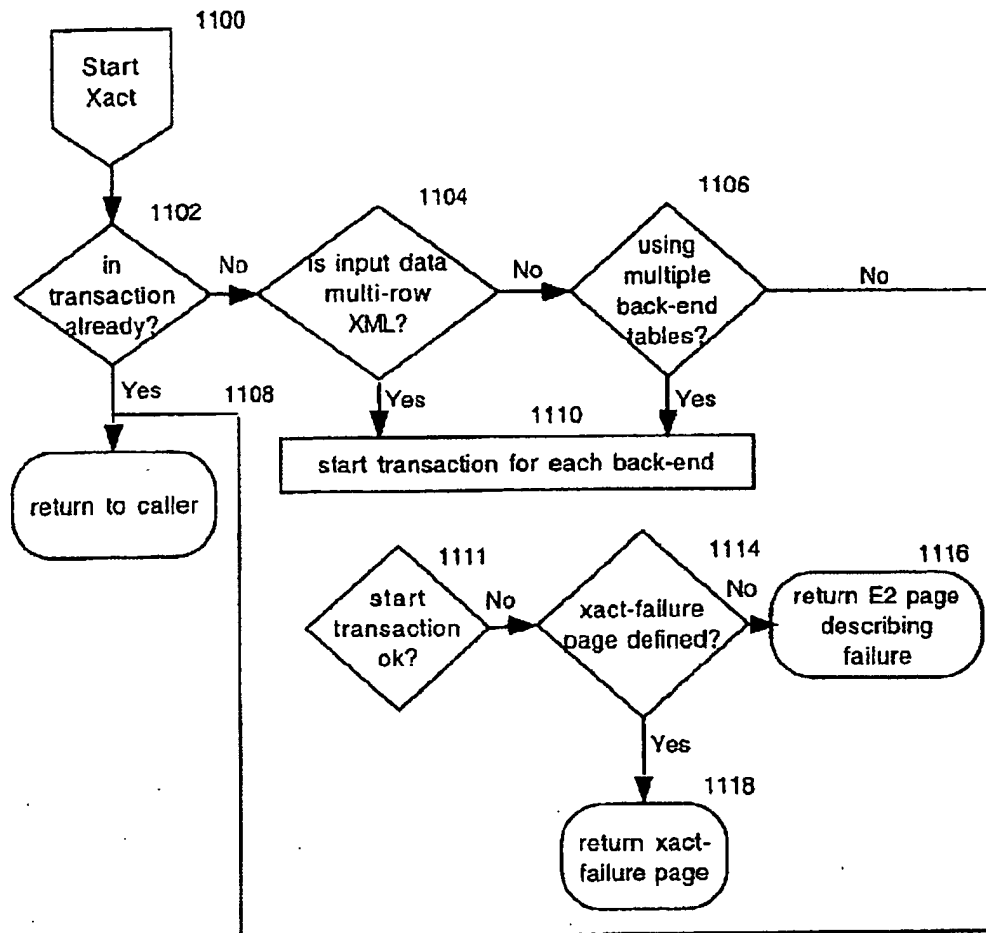 1100
Start
Xact
1102
in
transaction
already?
No
1104
is input data
multi-row
XML?
No
1106
using
multiple
back-end
tables?
No
Yes
1108
return to caller
Yes
1110
Yes
start transaction for each back-end
1111
start
transaction
ok?
No
1114
xact-failure
page defined?
No
1116
return E2 page
describing
failure
Yes
1118
return xact-
failure page